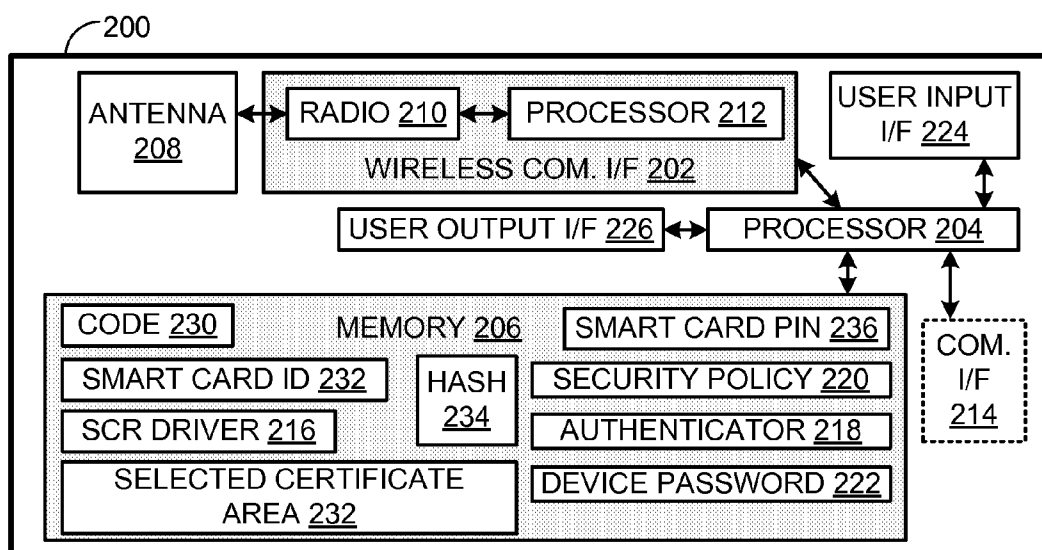 200
ANTENNA
208
RADIO 210
PROCESSOR 212
WIRELESS COM. I/F 202
USER INPUT
I/F 224
USER OUTPUT I/F 226
PROCESSOR 204
CODE 230
MEMORY 206
SMART CARD PIN 236
SMART CARD ID 232
HASH
234
SECURITY POLICY 220
SCR DRIVER 216
AUTHENTICATOR 218
SELECTED CERTIFICATE
AREA 232
DEVICE PASSWORD 222
COM.
I/F
214